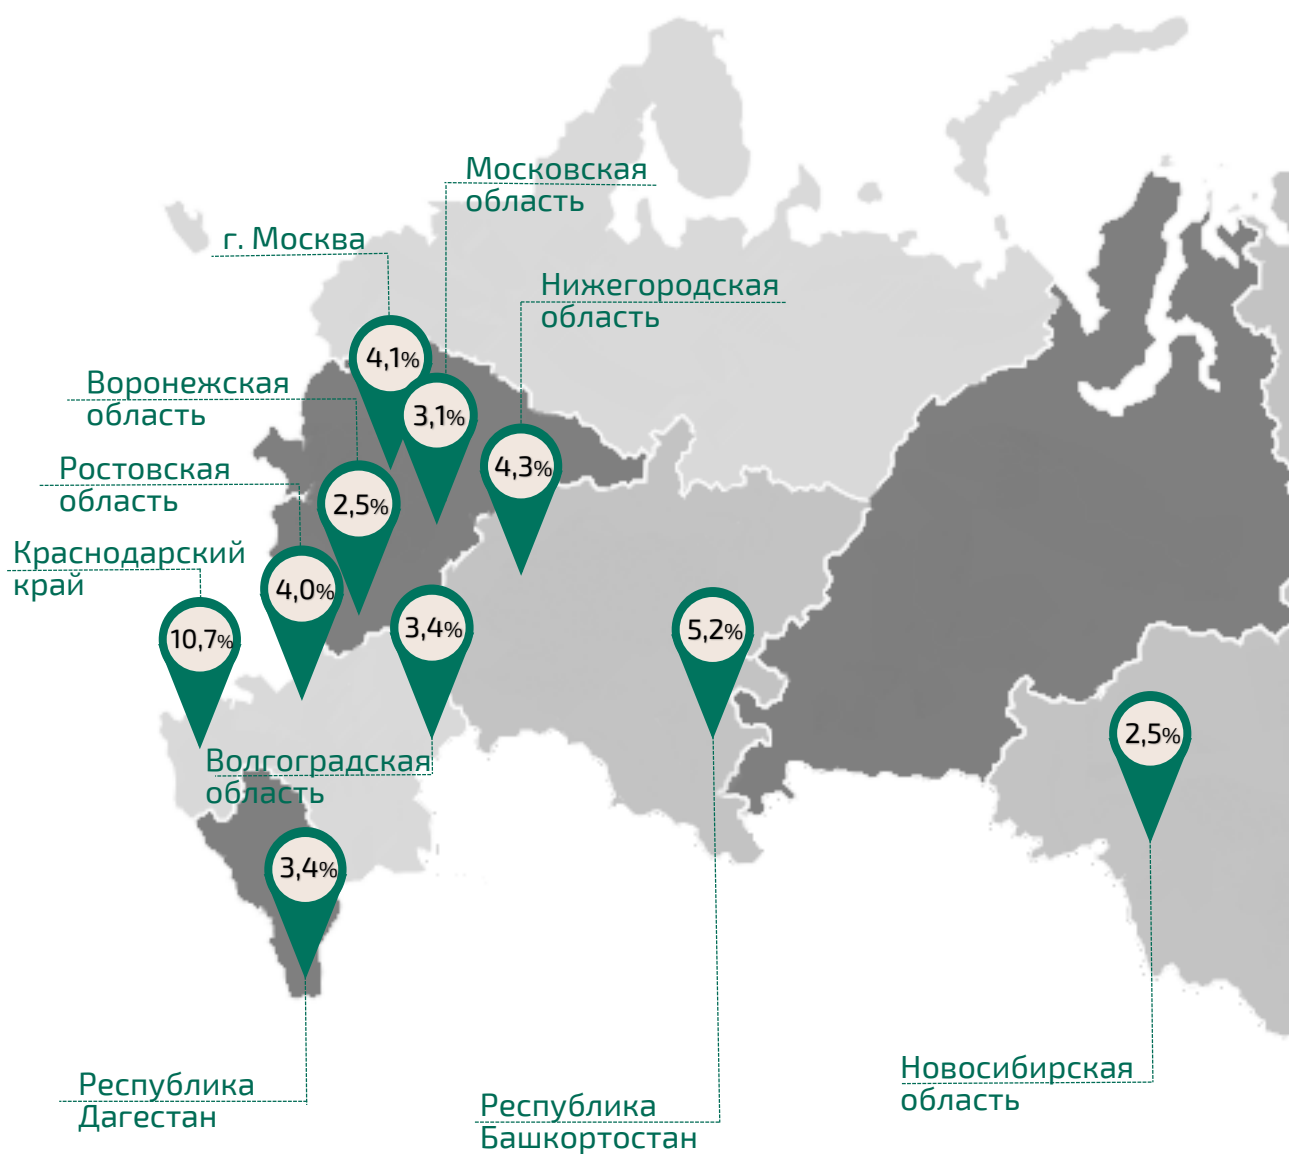 Московская
область
г. Москва
Нижегородская
область
4,1%
Воронежская
область
3,1%
Ростовская
область
4,3%
2,5%
Краснодарский
край
4,0%
10,7%
3,4%
5,2%
2,5%
Волгоградская
область
3,4%
Новосибирская
область
Республика
Дагестан
Республика
Башкортостан